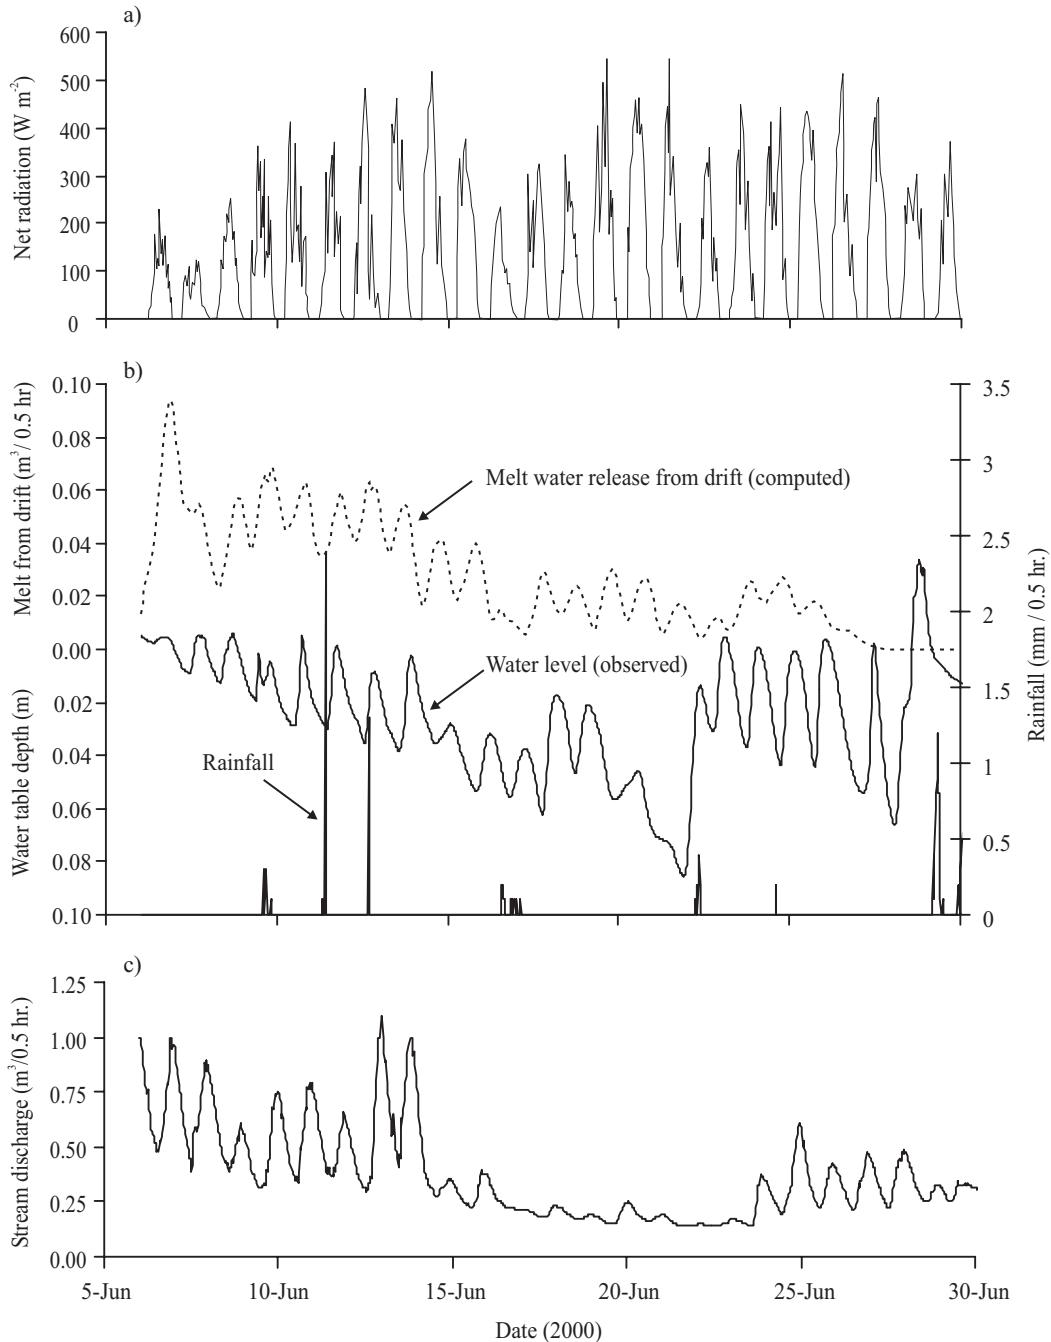 a)
600
500
400
300
200
100
0
Net radiation (W m-2)
b)
0.10
0.08
0.06
0.04
0.02
0.00
0.02
0.04
0.06
0.08
0.10
Melt from drift (m3/ 0.5 hr)
Water table depth (m)
3.5
3
2.5
2
1.5
1
0.5
0
Rainfall (mm / 0.5 hr.)
Melt water release from drift (computed)
Water level (observed)
Rainfall
c)
1.25
1.00
0.75
0.50
0.25
0.00
Stream discharge (m3/0.5 hr.)
5-Jun 10-Jun 15-Jun 20-Jun 25-Jun 30-Jun
Date (2000)